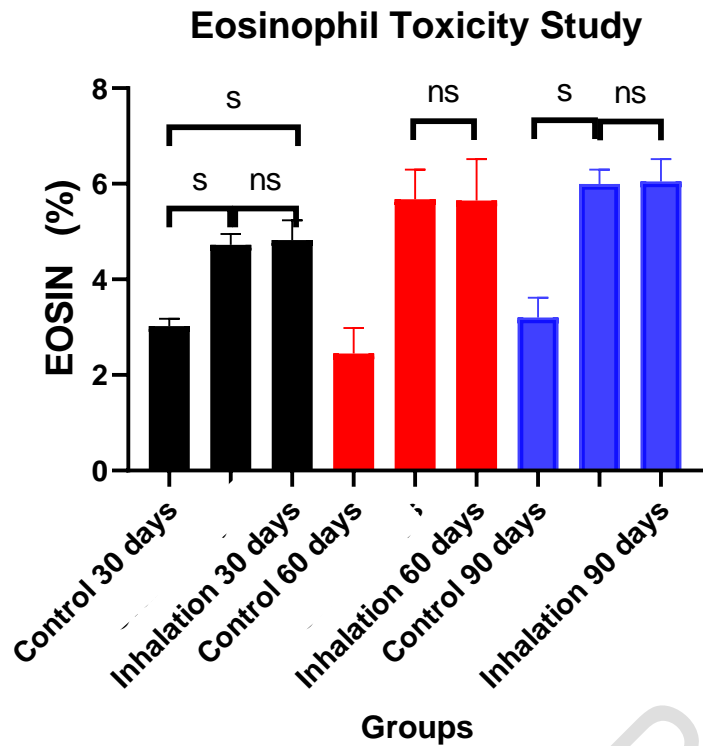 Eosinophil Toxicity Study
EOSIN (%)
8
6
4
2
0
s
s
ns
ns
s
ns
Control 30 days
Inhalation 30 days
Control 60 days
Inhalation 60 days
Control 90 days
Inhalation 90 days
Groups